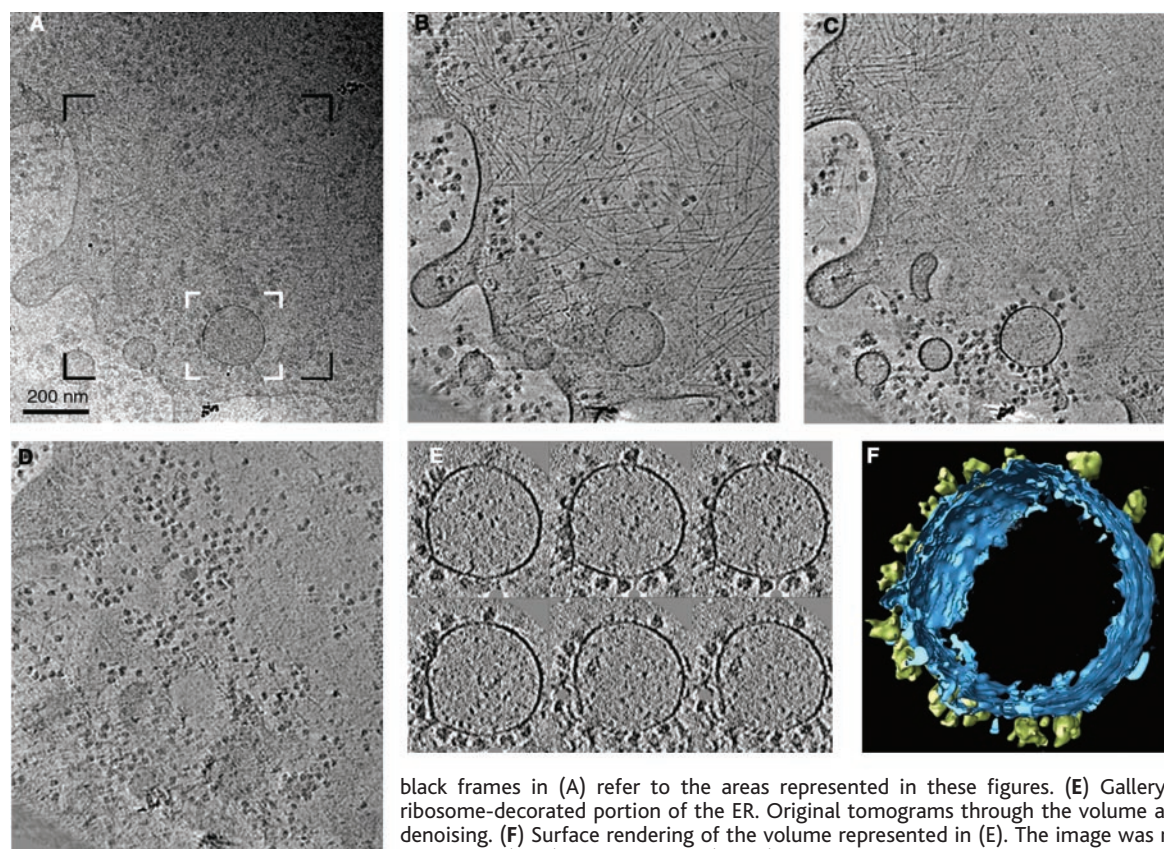 A
B
C
200 nm
D
E
F
black frames in (A) refer to the areas represented in these figures. (E) Gallery
ribosome-decorated portion of the ER. Original tomograms through the volume a
denoising. (F) Surface rendering of the volume represented in (E). The image was